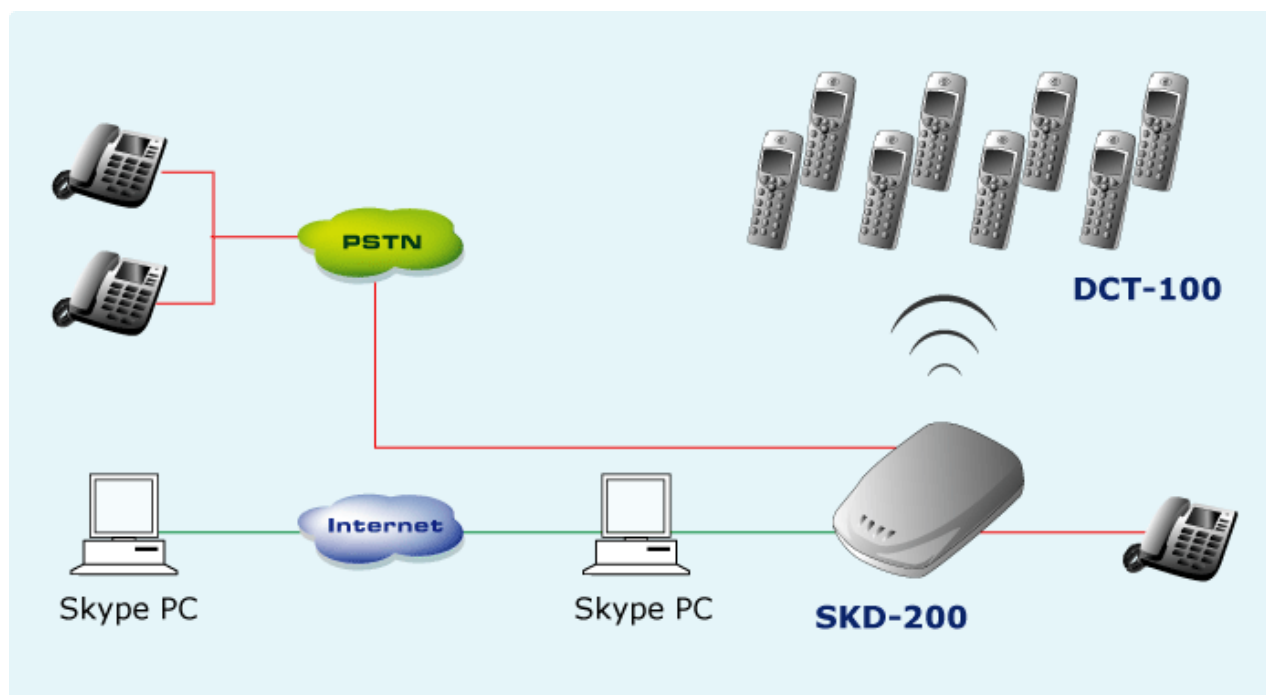 PSTN
DCT-100
Internet
Skype PC
Skype PC
SKD-200